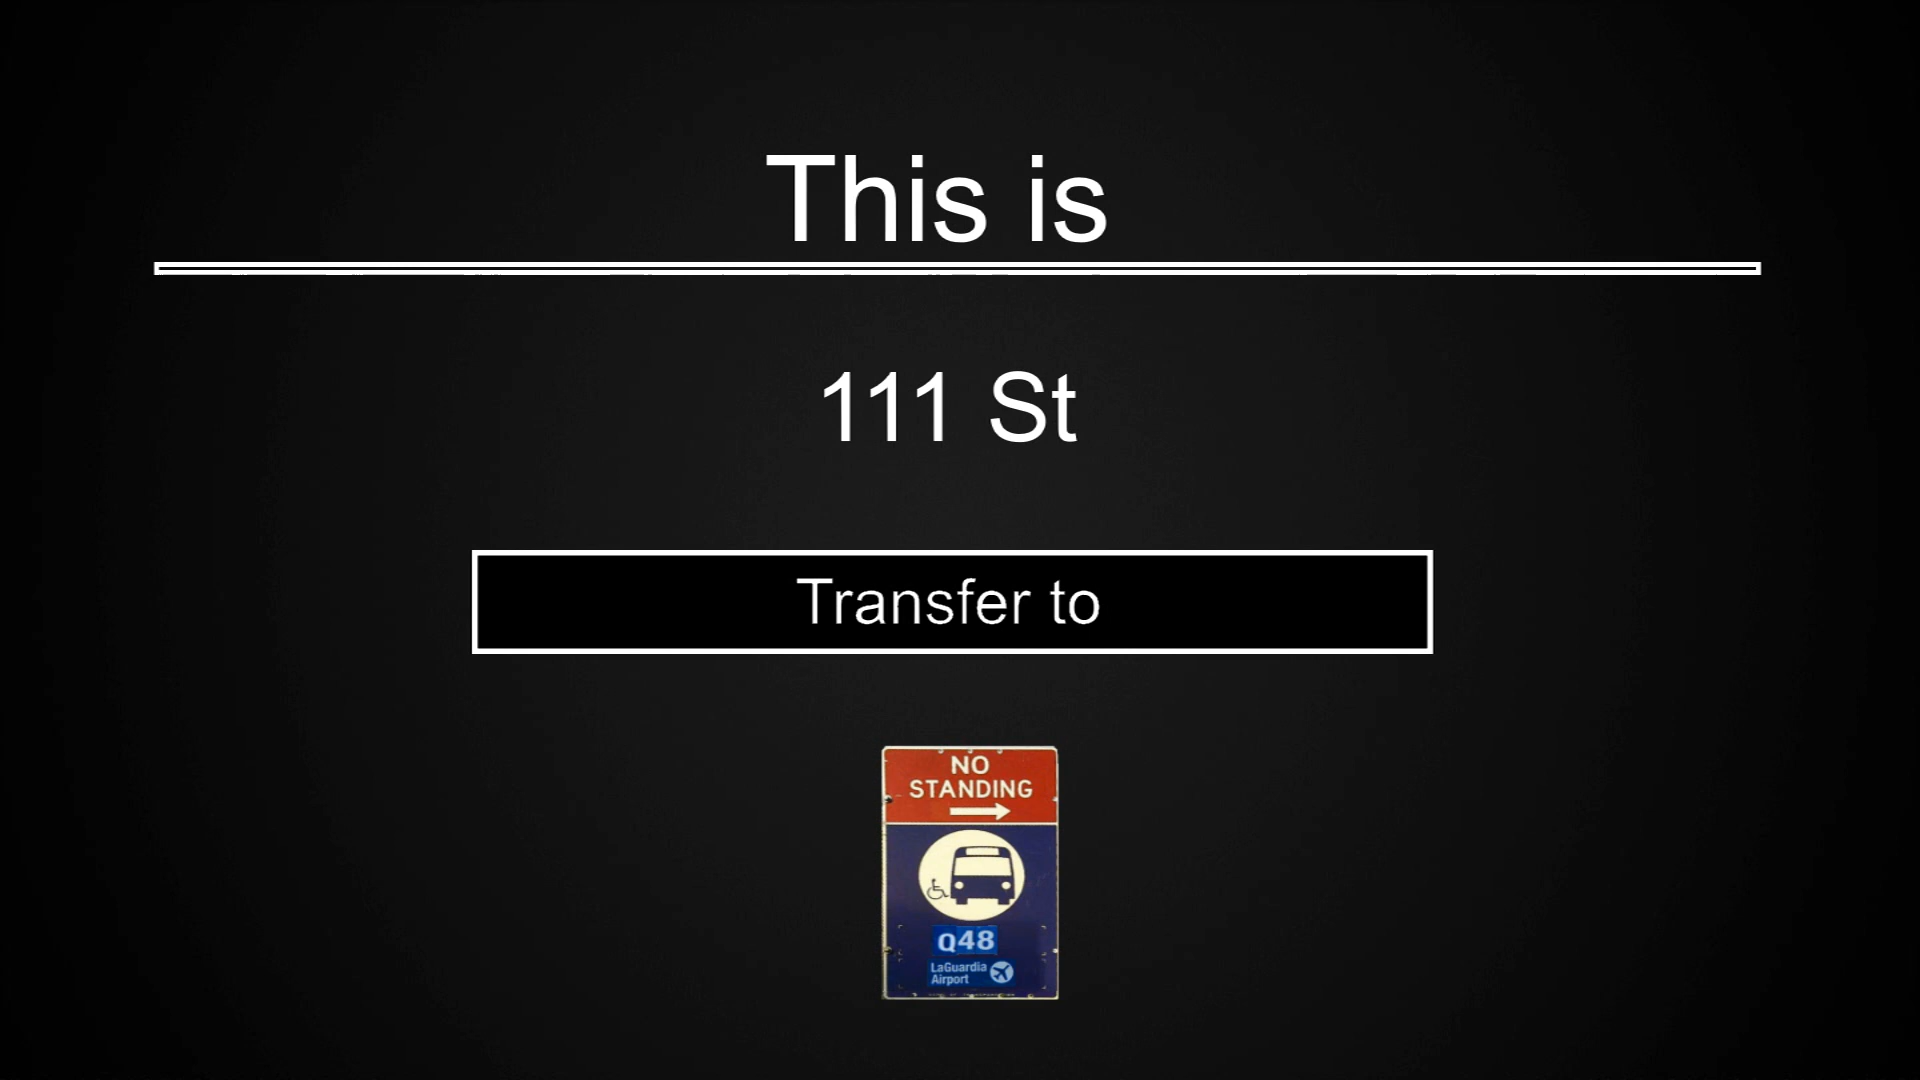 This is
111 St
Transfer to
NO
STANDING
Q48
LaGuardia
Airport